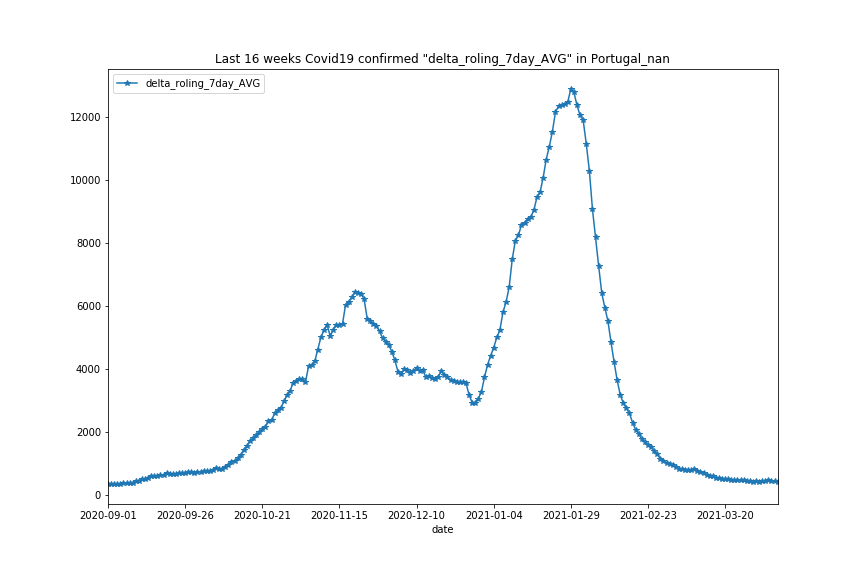 Last 16 weeks Covid19 confirmed "delta_roling_7day_AVG" in Portugal_nan
delta_roling_7day_AVG
12000
10000
8000
6000
4000
2000
0
2020-09-01 2020-09-26 2020-10-21 2020-11-15 2020-12-10 2021-01-04 2021-01-29 2021-02-23 2021-03-20
date